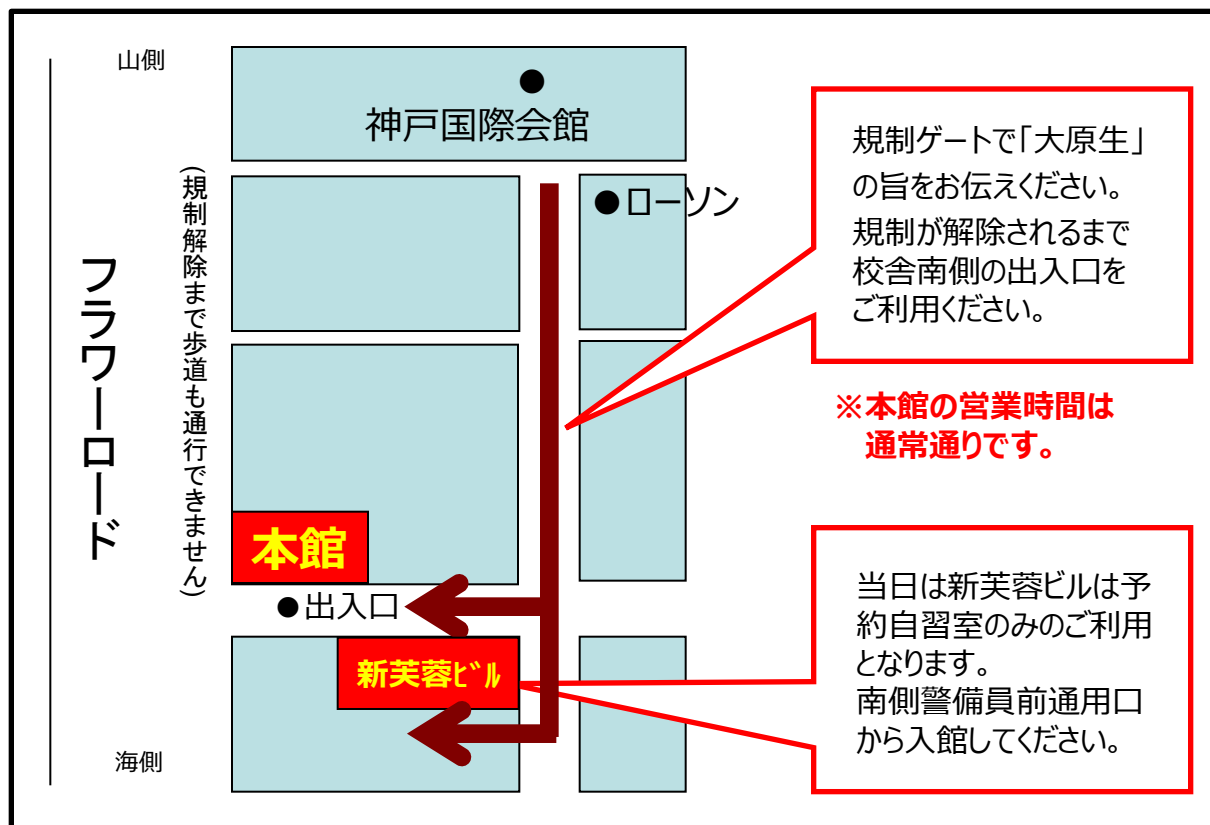 山側
● 
神戸国際会館
●ローソン
フラワーロード
(規制解除まで歩道も通行できません)
規制ゲートで「大原生」
の旨をお伝えください。
規制が解除されるまで
校舎南側の出入口を
ご利用ください。
※本館の営業時間は
通常通りです。
本館
●出入口
新芙蓉ﾋﾞﾙ
当日は新芙蓉ビルは予
約自習室のみのご利用
となります。
南側警備員前通用口
から入館してください。
海側